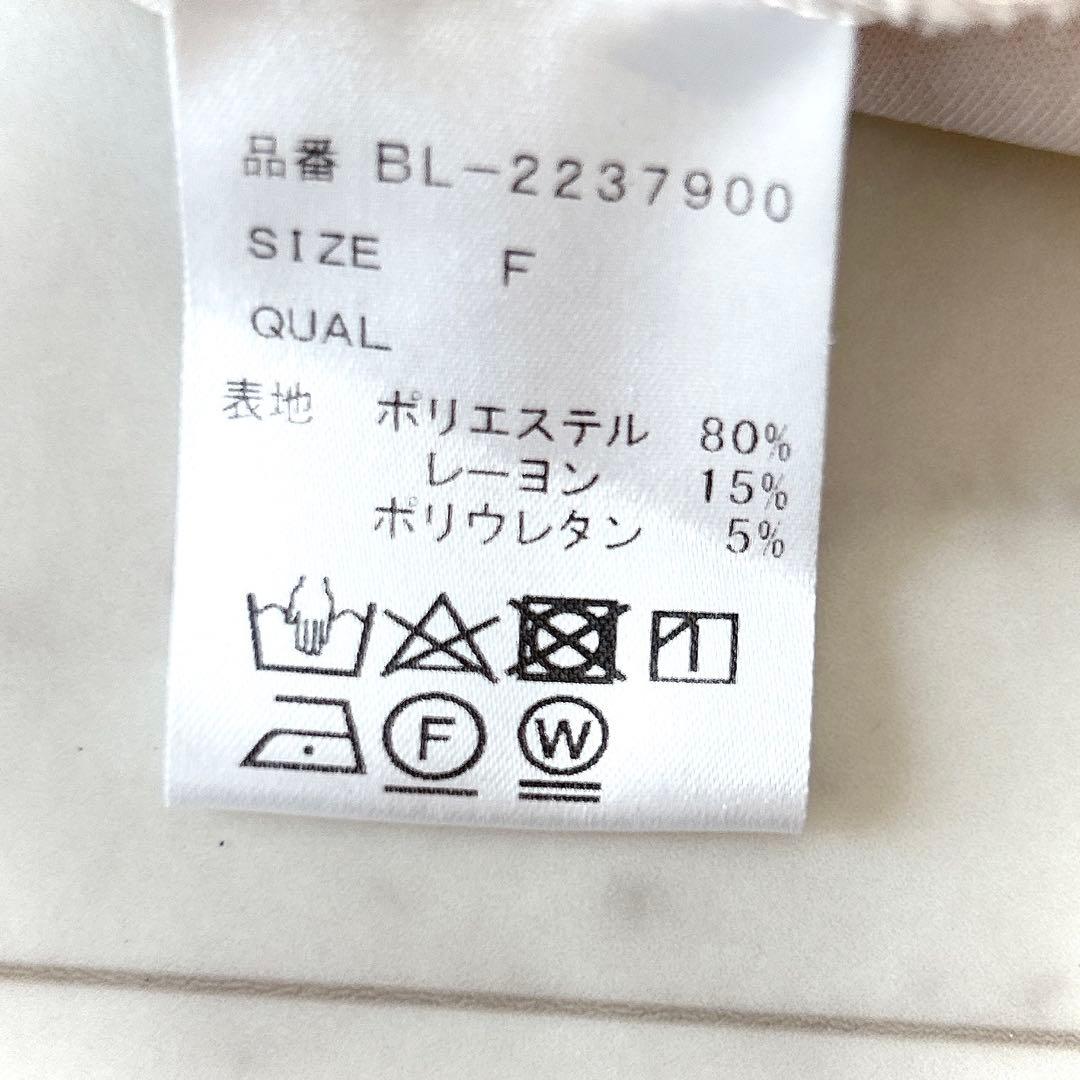 品番 BL-2237900
SIZE F
QUAL
表地 ポリエステル 80%
レーヨン 15%
ポリウレタン 5%
F W